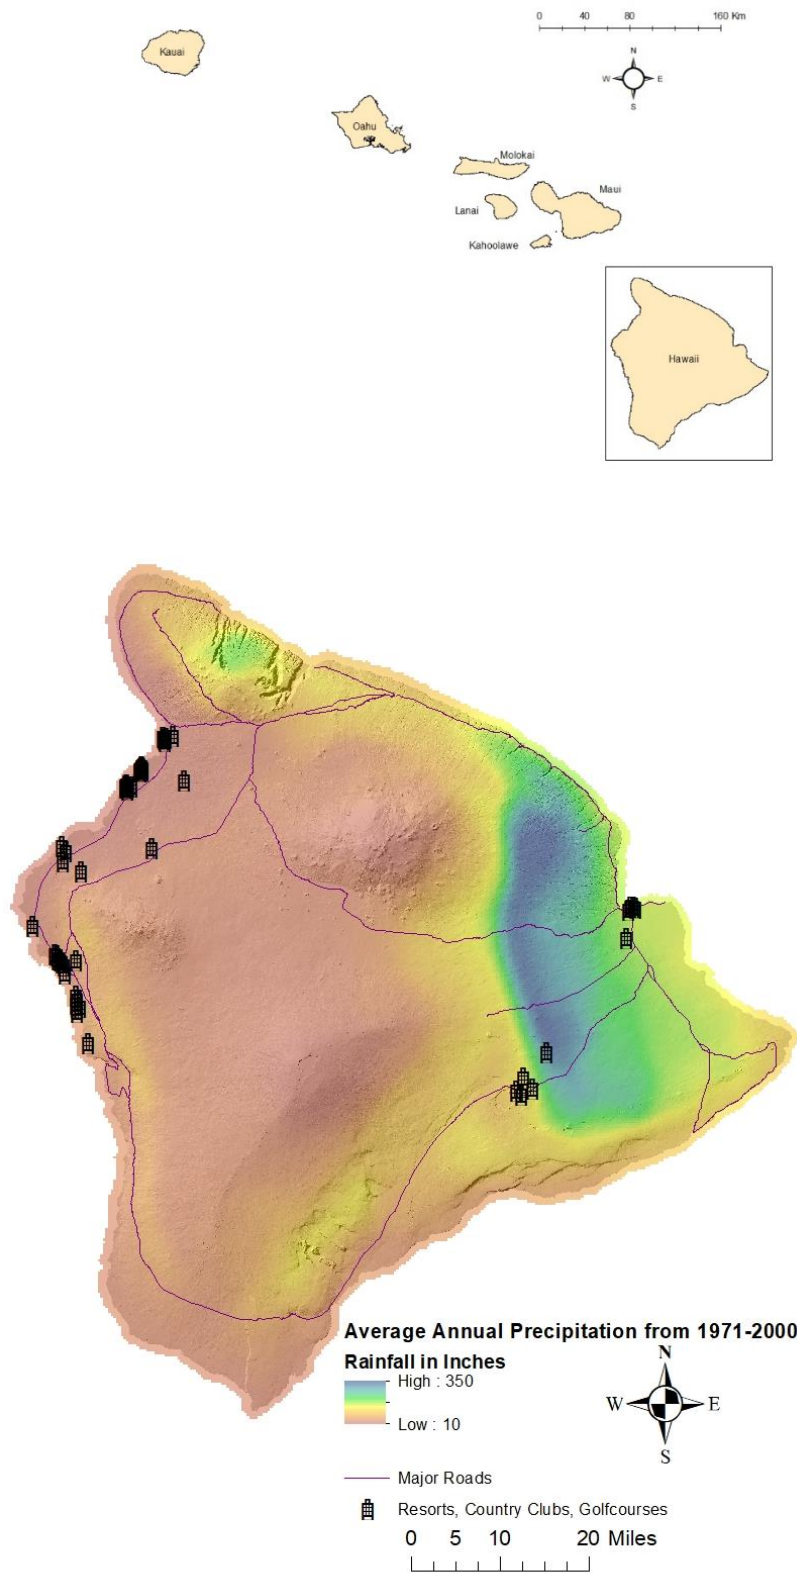 0 40 80 160 Km
N
W E
S
Kauai
Oahu
Molokai
Maui
Lanai
Kahoolawe
Hawaii
Average Annual Precipitation from 1971-2000
Rainfall in Inches
High : 350
Low : 10
N
W E
S
Major Roads
Resorts, Country Clubs, Golfcourses
0 5 10 20 Miles